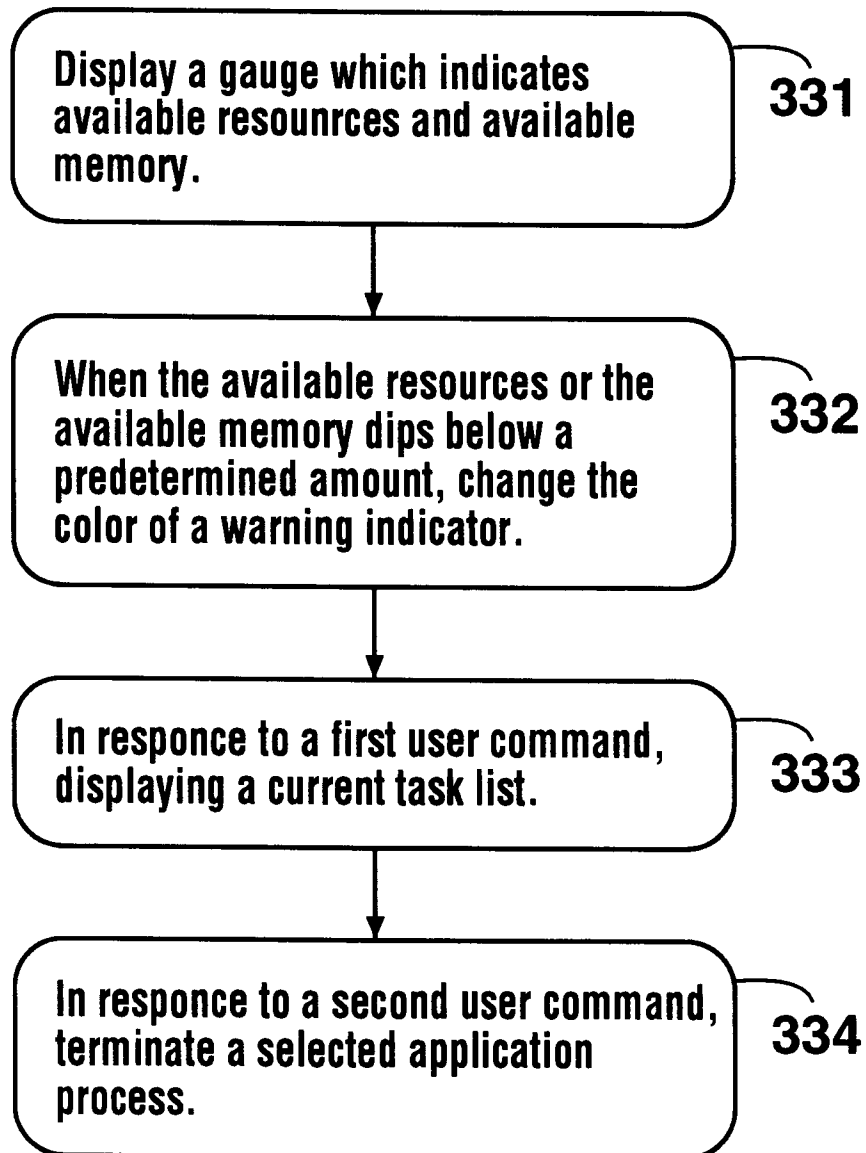 Display a gauge which indicates
available resounrces and available
memory.
331
When the available resources or the
available memory dips below a
predetermined amount, change the
color of a warning indicator.
332
In responce to a first user command,
displaying a current task list.
333
In responce to a second user command,
terminate a selected application
process.
334